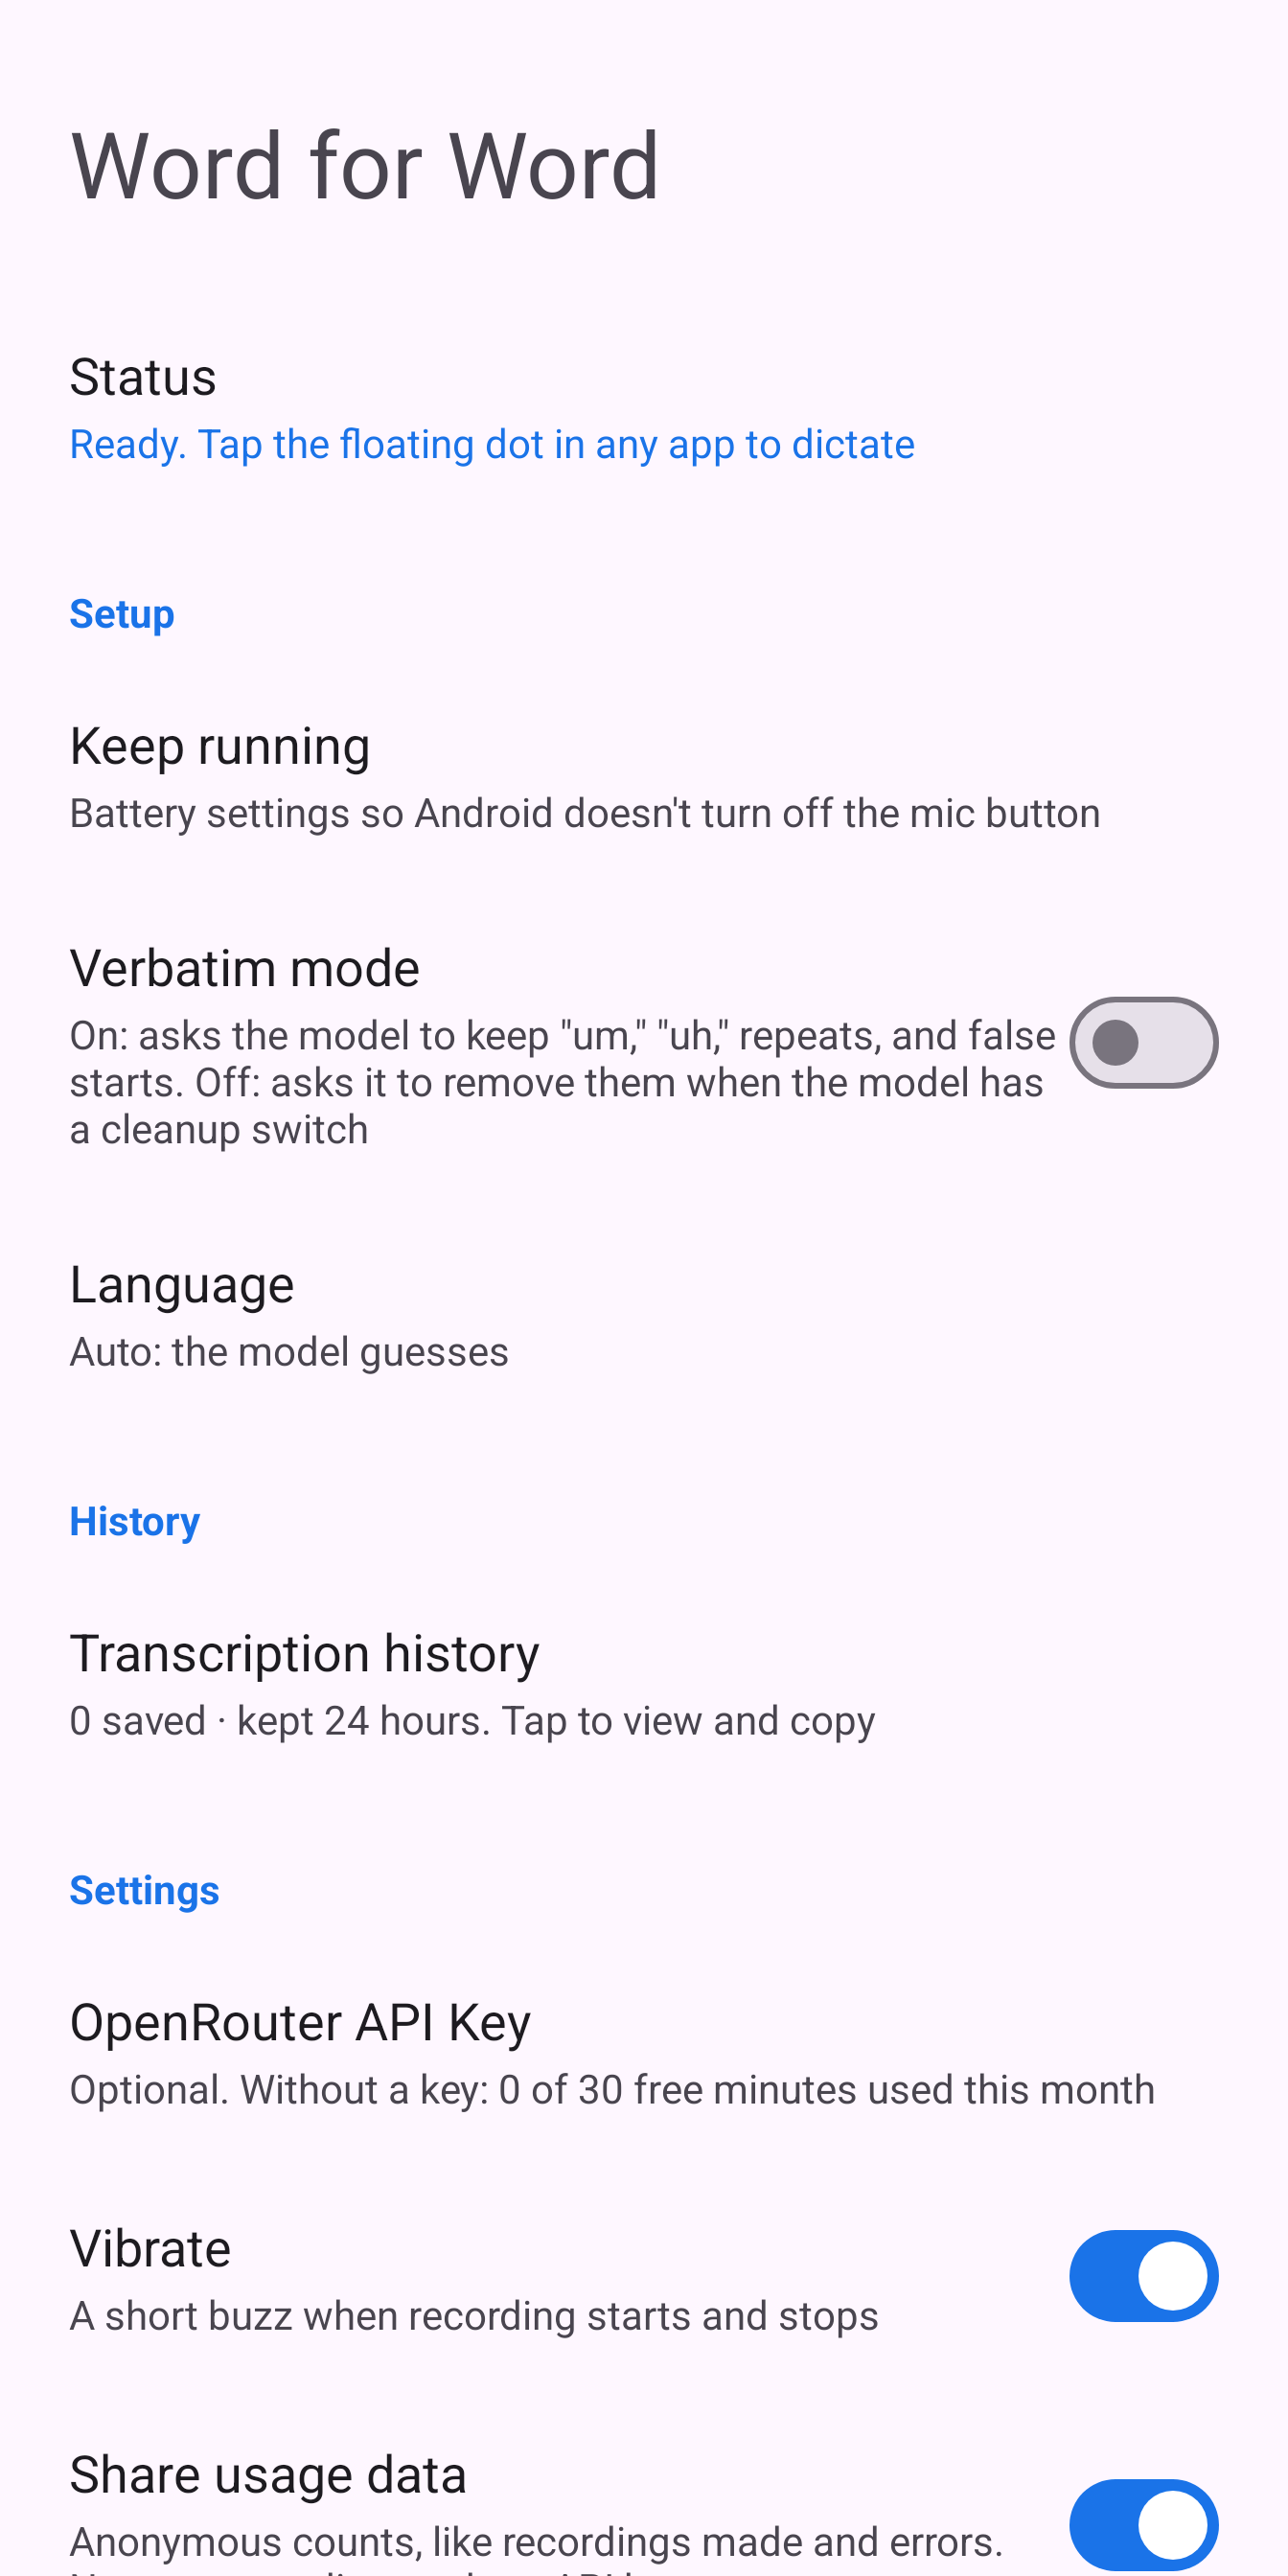 Word for Word
Status
Ready. Tap the floating dot in any app to dictate
Setup
Keep running
Battery settings so Android doesn't turn off the mic button
Verbatim mode
On: asks the model to keep "um," "uh," repeats, and false
starts. Off: asks it to remove them when the model has
a cleanup switch
Language
Auto: the model guesses
History
Transcription history
0 saved · kept 24 hours. Tap to view and copy
Settings
OpenRouter API Key
Optional. Without a key: 0 of 30 free minutes used this month
Vibrate
A short buzz when recording starts and stops
Share usage data
Anonymous counts, like recordings made and errors.